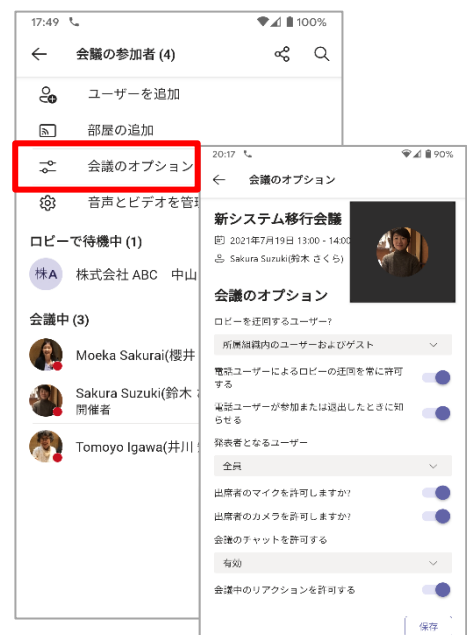 17:49
100%
会議の参加者 (4)
ユーザーを追加
部屋の追加
会議のオプション
音声とビデオを管
ロビーで待機中 (1)
株A
株式会社 ABC 中山
会議中 (3)
Moeka Sakurai(櫻井
Sakura Suzuki(鈴木
開催者
Tomoyo Igawa(井川
20:17
90%
会議のオプション
新システム移行会議
2021年7月19日 13:00 - 14:00
Sakura Suzuki(鈴木 さくら)
会議のオプション
ロビーを迂回するユーザー?
所属組織内のユーザーおよびゲスト
電話ユーザーによるロビーの迂回を常に許可
する
電話ユーザーが参加または退出したときに知
らせる
発表者となるユーザー
全員
出席者のマイクを許可しますか?
出席者のカメラを許可しますか?
会議のチャットを許可する
有効
会議中のリアクションを許可する
保存